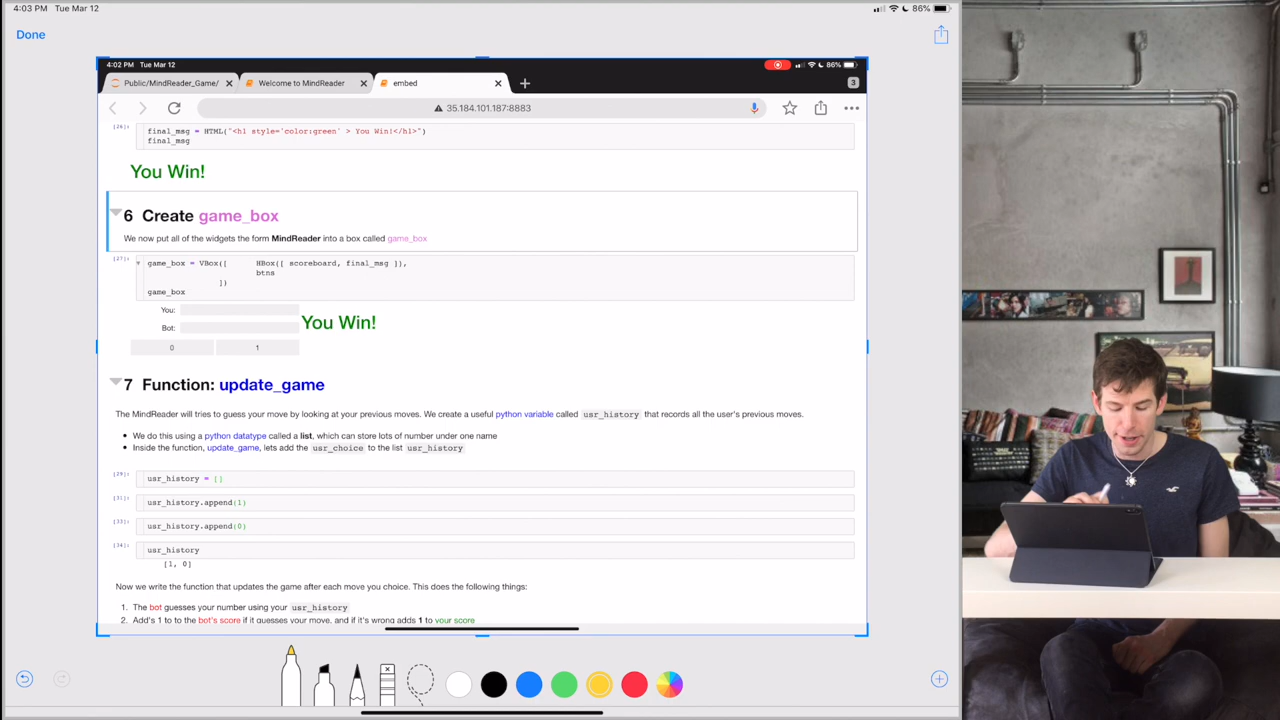 4:03 PM Tue Mar 12
86%
Done
4:02 PM Tue Mar 12
86%
Public/MindReader_Game/
Welcome to MindReader
embed
3
35.184.101.187:8883
[26]:
final_msg = HTML("<h1 style='color:green' > You Win!</h1>")
final_msg
You Win!
6 Create game_box
We now put all of the widgets the form MindReader into a box called game_box
[27]:
game_box = VBox([ HBox([ scoreboard, final_msg ]),
btns
])
game_box
You:
Bot:
You Win!
0 1
7 Function: update_game
The MindReader will tries to guess your move by looking at your previous moves. We create a useful python variable called usr_history that records all the user's previous moves.
We do this using a python datatype called a list, which can store lots of number under one name
Inside the function, update_game, lets add the usr_choice to the list usr_history
[29]: usr_history = []
[31]: usr_history.append(1)
[33]: usr_history.append(0)
[34]: usr_history
[1, 0]
Now we write the function that updates the game after each move you choice. This does the following things:
1. The bot guesses your number using your usr_history
2. Add's 1 to to the bot's score if it guesses your move, and if it's wrong adds 1 to your score